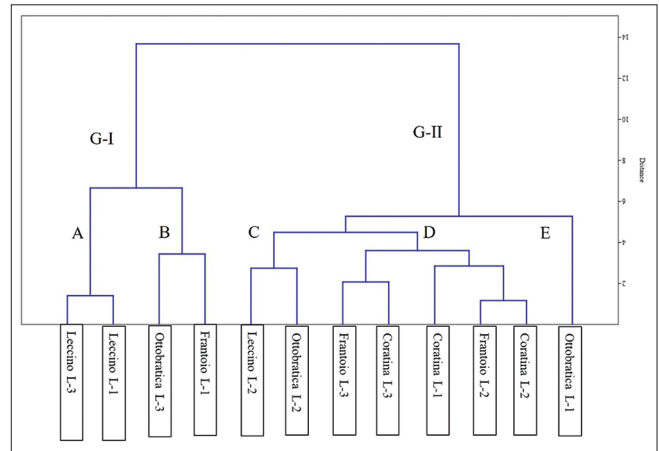 G-I
G-II
A
B
C
D
E
14
12
10
8
6
4
2
Distance
Leccino L-3
Leccino L-1
Ottobratica L-3
Frantoio L-1
Leccino L-2
Ottobratica L-2
Frantoio L-3
Coratina L-3
Coratina L-1
Frantoio L-2
Coratina L-2
Ottobratica L-1